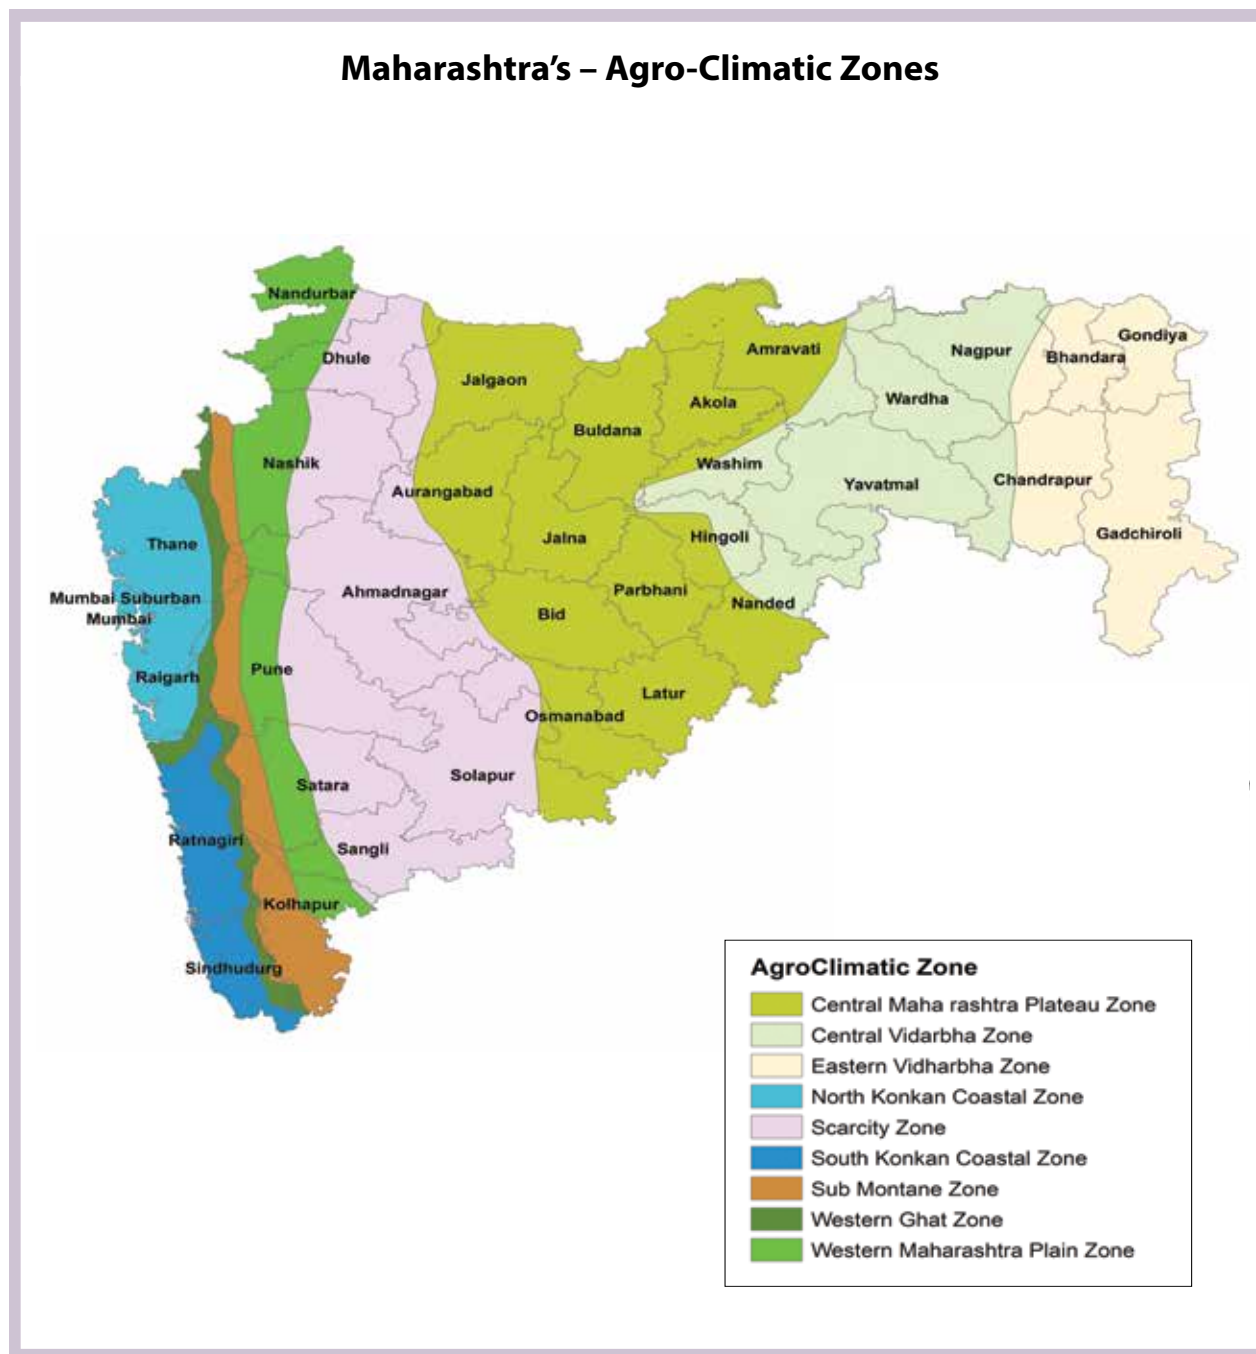 Maharashtra's – Agro-Climatic Zones
Nandurbar
Dhule
Jalgaon
Amravati
Nagpur
Bhandara
Gondiya
Akola
Wardha
Buldana
Nashik
Washim
Aurangabad
Yavatmal
Chandrapur
Thane
Jalna
Hingoli
Gadchiroli
Mumbai Suburban
Mumbai
Ahmadnagar
Parbhani
Nanded
Bid
Raigarh
Pune
Latur
Osmanabad
Satara
Solapur
Ratnagiri
Sangli
Kolhapur
Sindhudurg
AgroClimatic Zone
Central Maha rashtra Plateau Zone
Central Vidarbha Zone
Eastern Vidharbha Zone
North Konkan Coastal Zone
Scarcity Zone
South Konkan Coastal Zone
Sub Montane Zone
Western Ghat Zone
Western Maharashtra Plain Zone